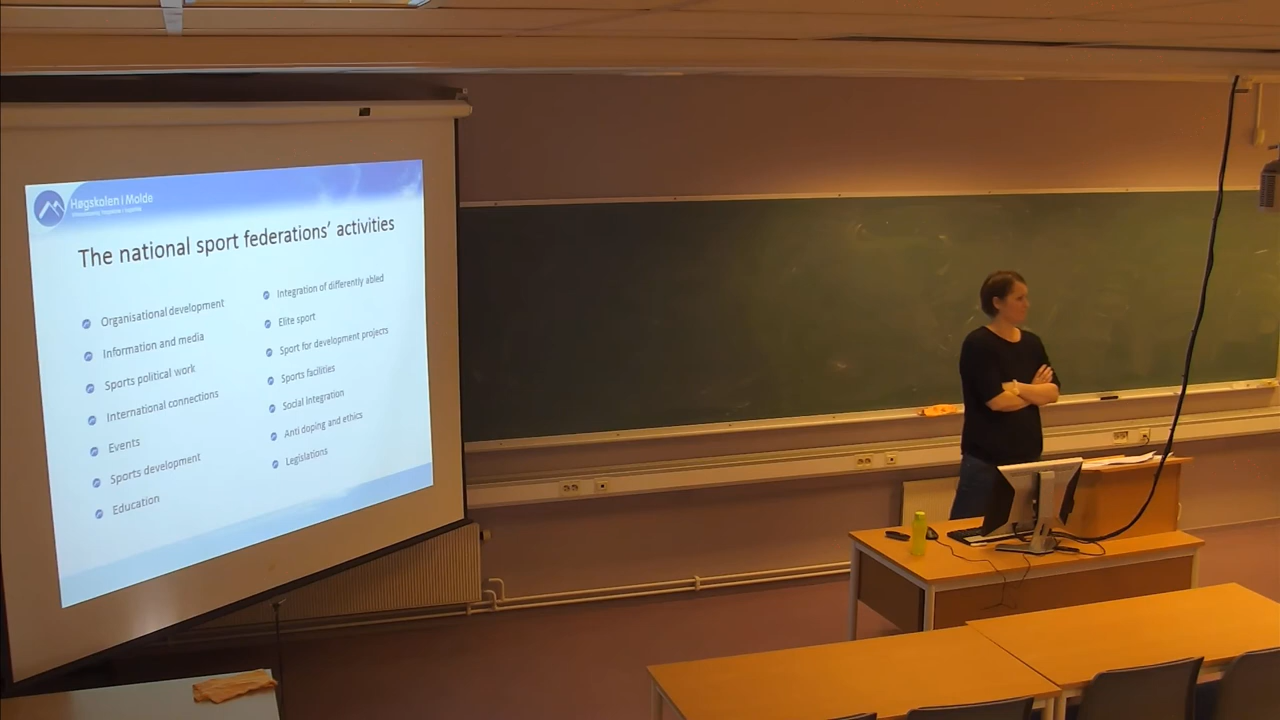 Høgskolen i Molde
The national sport federations' activities
Organisational development
Information and media
Sports political work
International connections
Events
Sports development
Education
Integration of differently abled
Elite sport
Sport for development projects
Sports facilities
Social Integration
Anti doping and ethics
Legislations